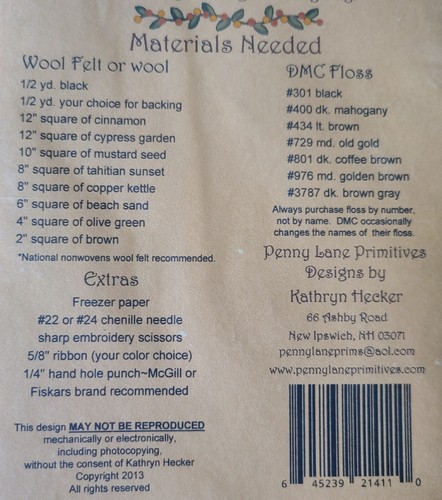 Materials Needed
Wool Felt or wool
1/2 yd. black
1/2 yd. your choice for backing
12" square of cinnamon
12" square of cypress garden
10" square of mustard seed
8" square of tahitian sunset
8" square of copper kettle
6" square of beach sand
4" square of olive green
2" square of brown
*National nonwovens wool felt recommended.
Extras
Freezer paper
#22 or #24 chenille needle
sharp embroidery scissors
5/8" ribbon (your color choice)
1/4" hand hole punch~McGill or
Fiskars brand recommended
This design MAY NOT BE REPRODUCED
mechanically or electronically,
including photocopying,
without the consent of Kathryn Hecker
Copyright 2013
All rights reserved
DMC Floss
#301 black
#400 dk. mahogany
#434 lt. brown
#729 md. old gold
#801 dk. coffee brown
#976 md. golden brown
#3787 dk. brown gray
Always purchase floss by number,
not by name. DMC occasionally
changes the names of their floss.
Penny Lane Primitives
Designs by
Kathryn Hecker
66 Ashby Road
New Ipswich, NH 03071
pennylaneprims@aol.com
www.pennylaneprimitives.com
6 45239 21411 0